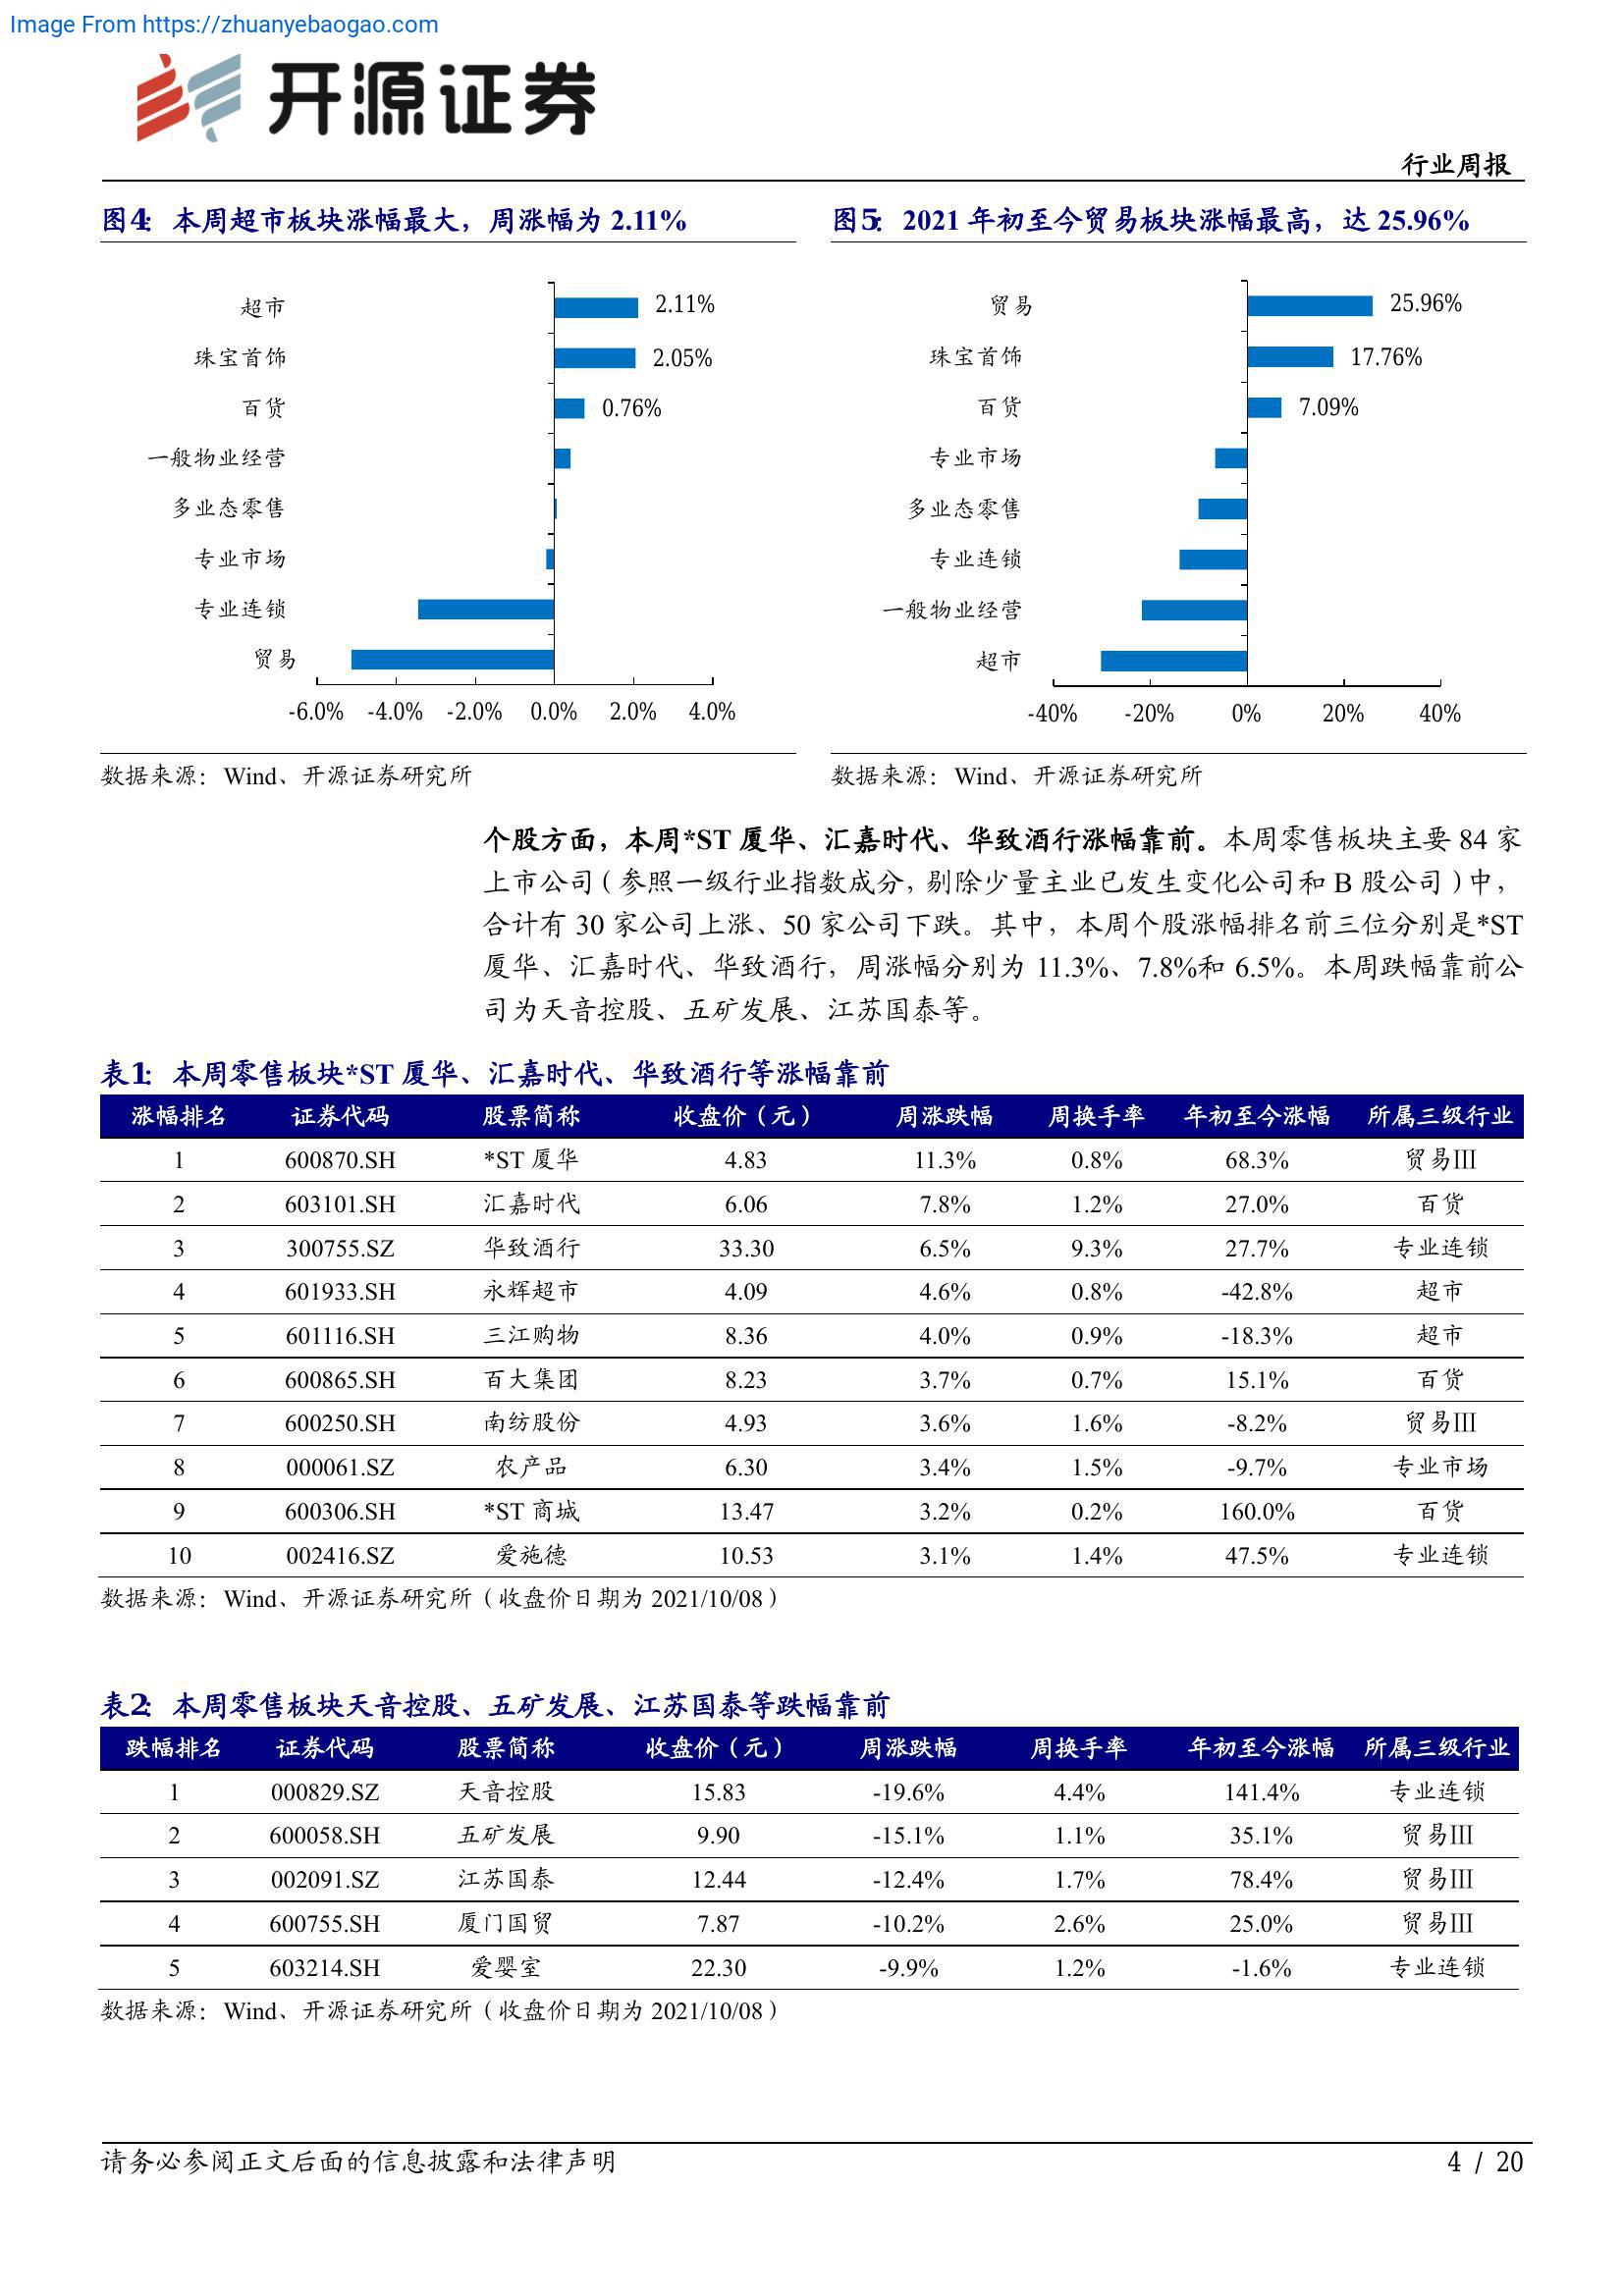 Image From https://zhuanyebaogao.com
开源证券
行业周报
图4： 本周超市板块涨幅最大，周涨幅为 2.11%
超市 2.11%
珠宝首饰 2.05%
百货 0.76%
一般物业经营
多业态零售
专业市场
专业连锁
贸易
-6.0% -4.0% -2.0% 0.0% 2.0% 4.0%
数据来源：Wind、开源证券研究所
图5： 2021 年初至今贸易板块涨幅最高，达 25.96%
贸易 25.96%
珠宝首饰 17.76%
百货 7.09%
专业市场
多业态零售
专业连锁
一般物业经营
超市
-40% -20% 0% 20% 40%
数据来源：Wind、开源证券研究所
个股方面，本周*ST 厦华、汇嘉时代、华致酒行涨幅靠前。本周零售板块主要 84 家
上市公司（参照一级行业指数成分，剔除少量主业已发生变化公司和 B 股公司）中，
合计有 30 家公司上涨、50 家公司下跌。其中，本周个股涨幅排名前三位分别是*ST
厦华、汇嘉时代、华致酒行，周涨幅分别为 11.3%、7.8%和 6.5%。本周跌幅靠前公
司为天音控股、五矿发展、江苏国泰等。
表1： 本周零售板块*ST 厦华、汇嘉时代、华致酒行等涨幅靠前
涨幅排名 证券代码 股票简称 收盘价（元） 周涨跌幅 周换手率 年初至今涨幅 所属三级行业
1 600870.SH *ST 厦华 4.83 11.3% 0.8% 68.3% 贸易Ⅲ
2 603101.SH 汇嘉时代 6.06 7.8% 1.2% 27.0% 百货
3 300755.SZ 华致酒行 33.30 6.5% 9.3% 27.7% 专业连锁
4 601933.SH 永辉超市 4.09 4.6% 0.8% -42.8% 超市
5 601116.SH 三江购物 8.36 4.0% 0.9% -18.3% 超市
6 600865.SH 百大集团 8.23 3.7% 0.7% 15.1% 百货
7 600250.SH 南纺股份 4.93 3.6% 1.6% -8.2% 贸易Ⅲ
8 000061.SZ 农产品 6.30 3.4% 1.5% -9.7% 专业市场
9 600306.SH *ST 商城 13.47 3.2% 0.2% 160.0% 百货
10 002416.SZ 爱施德 10.53 3.1% 1.4% 47.5% 专业连锁
数据来源：Wind、开源证券研究所（收盘价日期为 2021/10/08）
表2： 本周零售板块天音控股、五矿发展、江苏国泰等跌幅靠前
跌幅排名 证券代码 股票简称 收盘价（元） 周涨跌幅 周换手率 年初至今涨幅 所属三级行业
1 000829.SZ 天音控股 15.83 -19.6% 4.4% 141.4% 专业连锁
2 600058.SH 五矿发展 9.90 -15.1% 1.1% 35.1% 贸易Ⅲ
3 002091.SZ 江苏国泰 12.44 -12.4% 1.7% 78.4% 贸易Ⅲ
4 600755.SH 厦门国贸 7.87 -10.2% 2.6% 25.0% 贸易Ⅲ
5 603214.SH 爱婴室 22.30 -9.9% 1.2% -1.6% 专业连锁
数据来源：Wind、开源证券研究所（收盘价日期为 2021/10/08）
请务必参阅正文后面的信息披露和法律声明
4 / 20